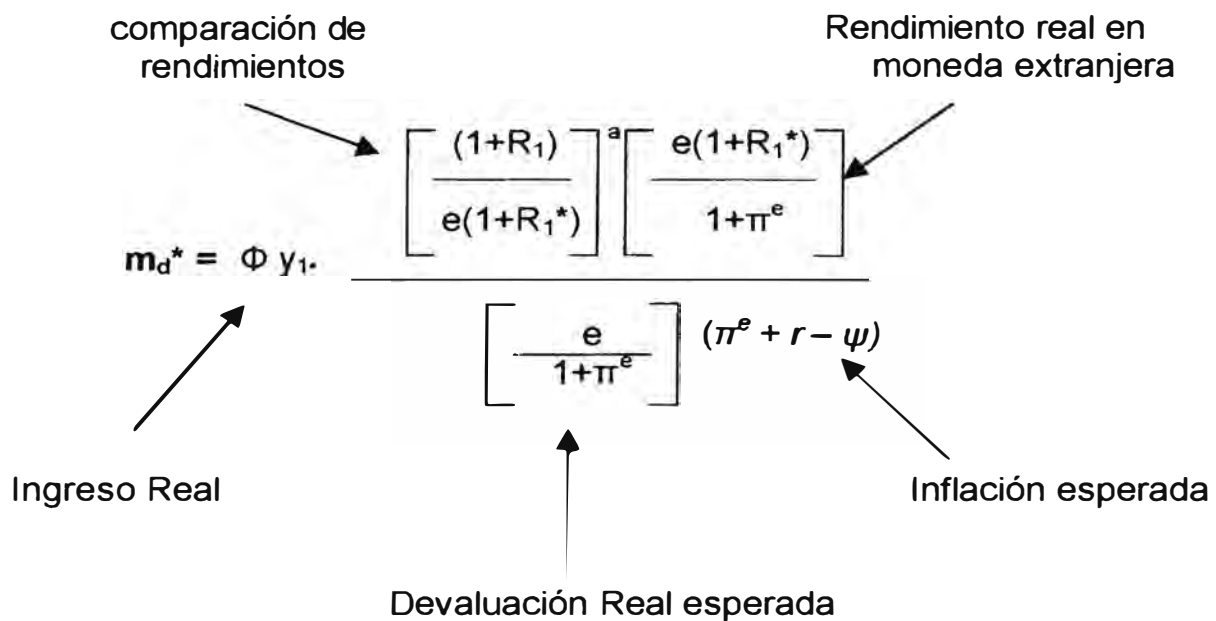 comparación de
rendimientos
Rendimiento real en
moneda extranjera
(1+R₁)
e(1+R₁*)
a
e(1+R₁*)
1+πᵉ
m_d* = Φ y₁.
e
1+πᵉ
(πᵉ + r – ψ)
Ingreso Real
Inflación esperada
Devaluación Real esperada